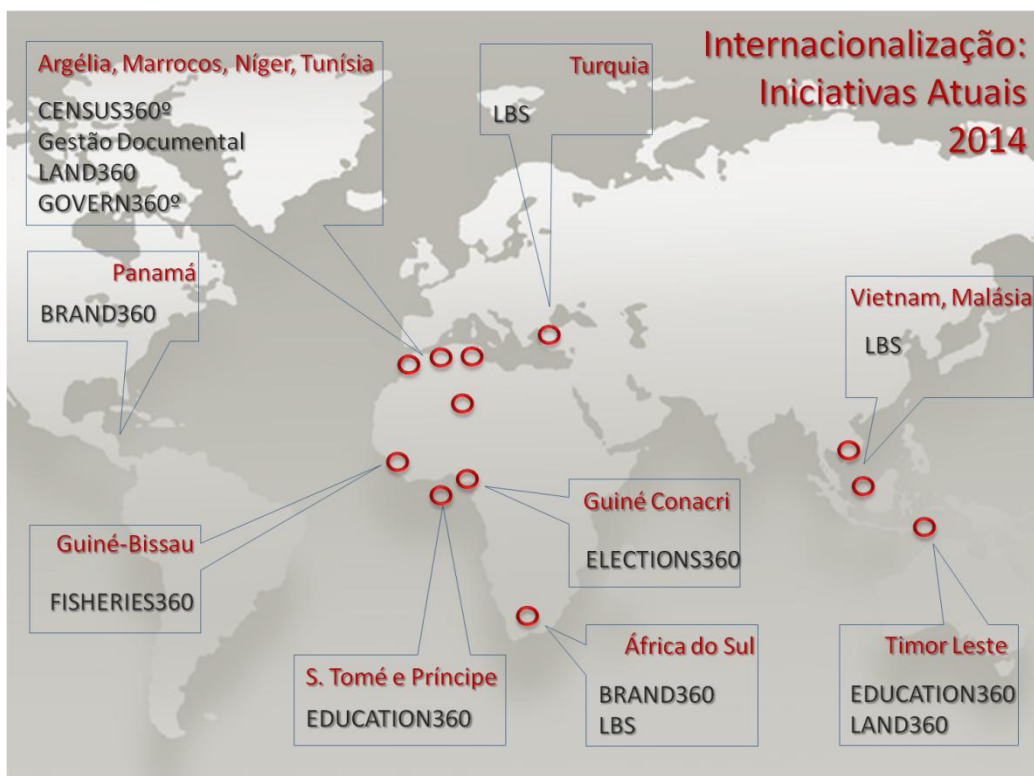 Internacionalização:
Iniciativas Atuais
2014
Argélia, Marrocos, Níger, Tunísia
CENSUS360º
Gestão Documental
LAND360
GOVERN360º
Turquia
LBS
Panamá
BRAND360
Vietnam, Malásia
LBS
Guiné-Bissau
FISHERIES360
Guiné Conacri
ELECTIONS360
S. Tomé e Príncipe
EDUCATION360
África do Sul
BRAND360
LBS
Timor Leste
EDUCATION360
LAND360